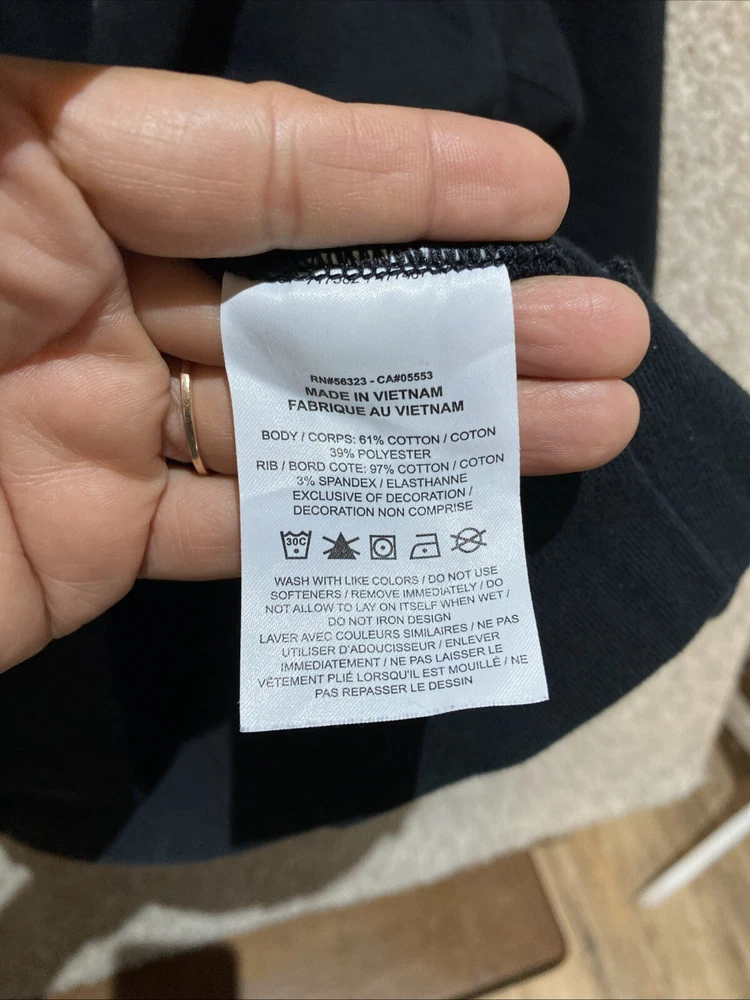 RN#56323 - CA#05553
MADE IN VIETNAM
FABRIQUE AU VIETNAM
BODY / CORPS: 61% COTTON / COTON
39% POLYESTER
RIB / BORD COTE: 97% COTTON / COTON
3% SPANDEX / ELASTHANNE
EXCLUSIVE OF DECORATION /
DECORATION NON COMPRISE
30C
WASH WITH LIKE COLORS / DO NOT USE
SOFTENERS / REMOVE IMMEDIATELY / DO
NOT ALLOW TO LAY ON ITSELF WHEN WET /
DO NOT IRON DESIGN
LAVER AVEC COULEURS SIMILAIRES / NE PAS
UTILISER D'ADOUCISSEUR / ENLEVER
IMMEDIATEMENT / NE PAS LAISSER LE
VÊTEMENT PLIÉ LORSQU'IL EST MOUILLÉ / NE
PAS REPASSER LE DESSIN